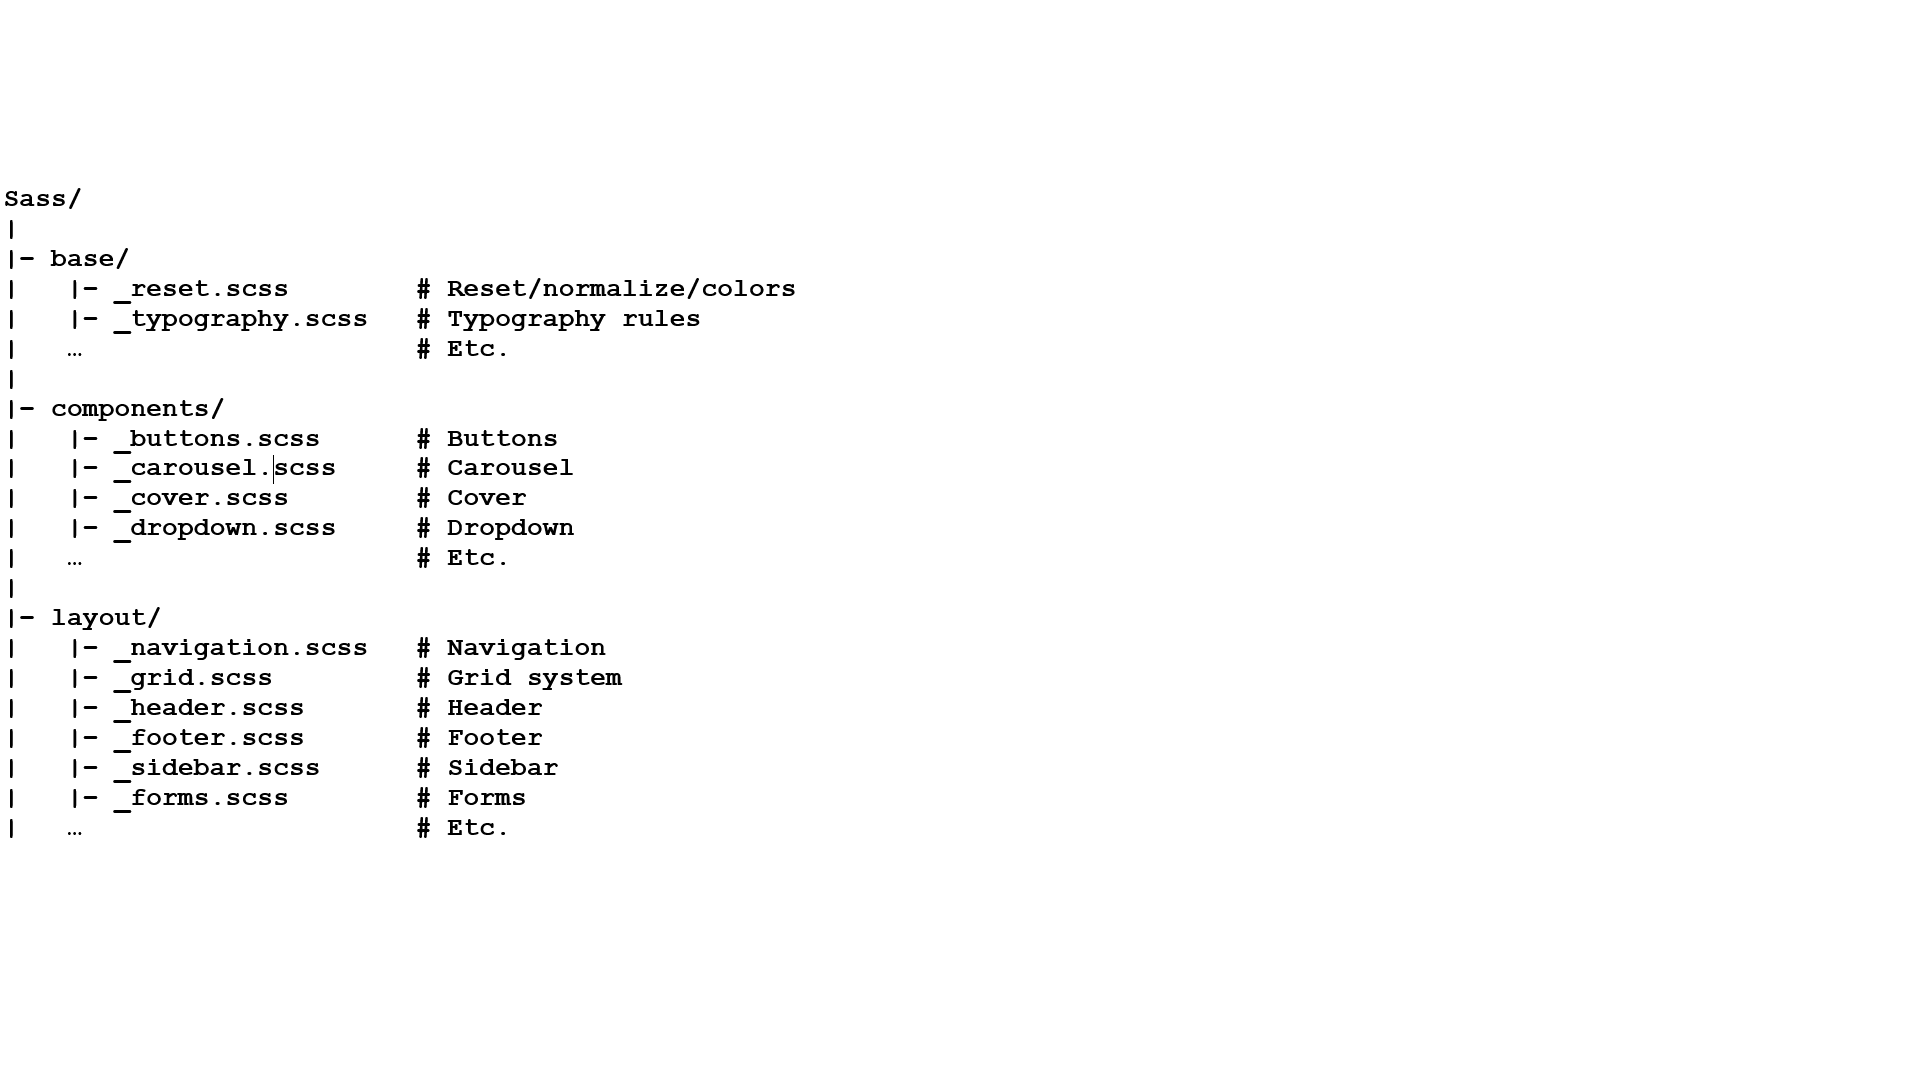 Sass/
|
|- base/
|   |- _reset.scss        # Reset/normalize/colors
|   |- _typography.scss   # Typography rules
|   …                     # Etc.
|
|- components/
|   |- _buttons.scss      # Buttons
|   |- _carousel.scss     # Carousel
|   |- _cover.scss        # Cover
|   |- _dropdown.scss     # Dropdown
|   …                     # Etc.
|
|- layout/
|   |- _navigation.scss   # Navigation
|   |- _grid.scss         # Grid system
|   |- _header.scss       # Header
|   |- _footer.scss       # Footer
|   |- _sidebar.scss      # Sidebar
|   |- _forms.scss        # Forms
|   …                     # Etc.